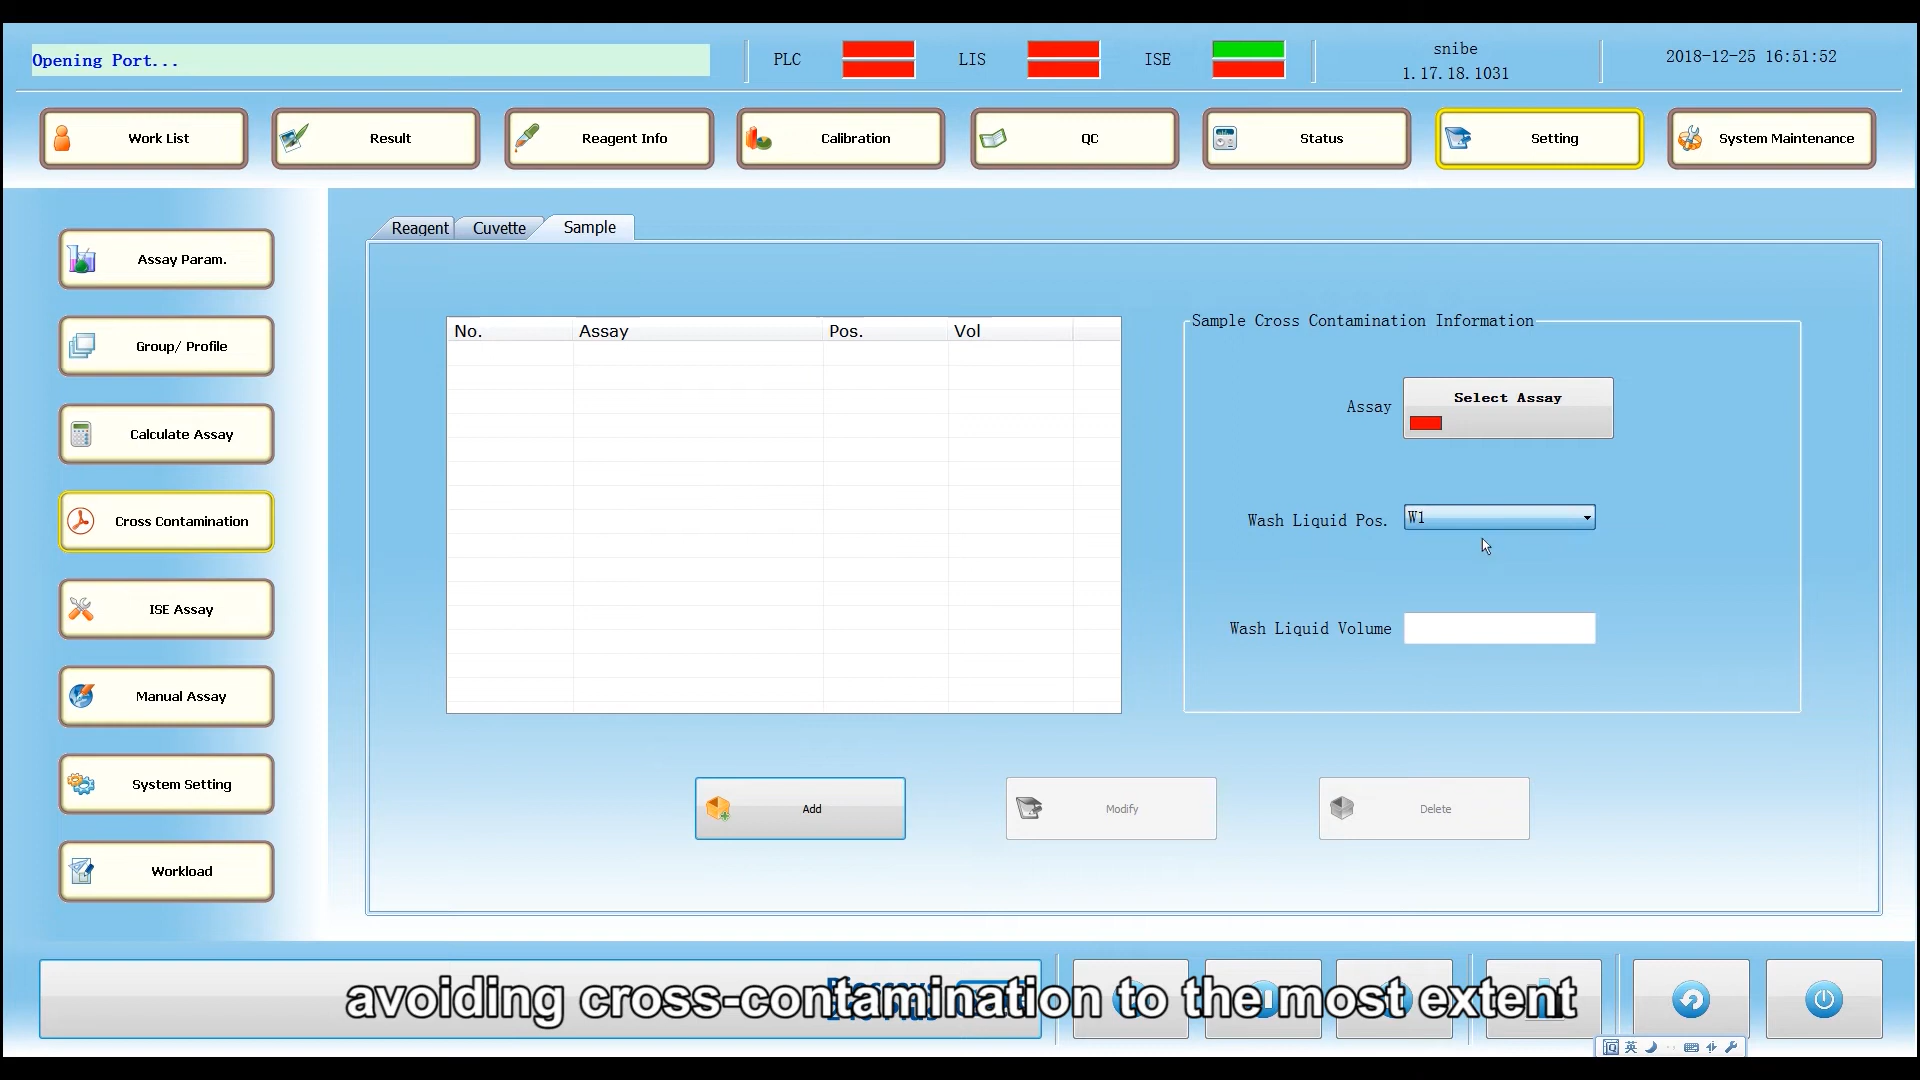 Opening Port...
PLC
LIS
ISE
snibe
1.17.18.1031
2018-12-25 16:51:52
Work List
Result
Reagent Info
Calibration
QC
Status
Setting
System Maintenance
Assay Param.
Group/ Profile
Calculate Assay
Cross Contamination
ISE Assay
Manual Assay
System Setting
Workload
Reagent
Cuvette
Sample
No. Assay Pos. Vol
Sample Cross Contamination Information
Assay
Select Assay
Wash Liquid Pos.
W1
Wash Liquid Volume
Add
Modify
Delete
avoiding cross-contamination to the most extent
英